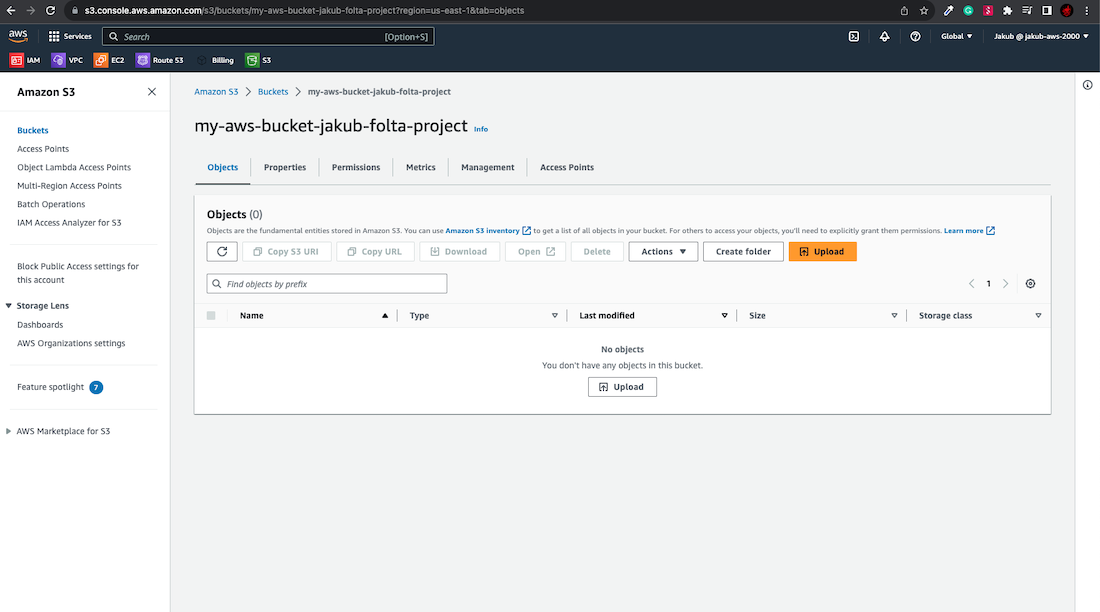 s3.console.aws.amazon.com/s3/buckets/my-aws-bucket-jakub-folta-project?region=us-east-1&tab=objects
aws Services Search [Option+S] Global Jakub @ jakub-aws-2000
IAM VPC EC2 Route 53 Billing S3
Amazon S3
Buckets
Access Points
Object Lambda Access Points
Multi-Region Access Points
Batch Operations
IAM Access Analyzer for S3
Block Public Access settings for
this account
Storage Lens
Dashboards
AWS Organizations settings
Feature spotlight 7
AWS Marketplace for S3
Amazon S3 Buckets my-aws-bucket-jakub-folta-project
my-aws-bucket-jakub-folta-project Info
Objects Properties Permissions Metrics Management Access Points
Objects (0)
Objects are the fundamental entities stored in Amazon S3. You can use Amazon S3 inventory to get a list of all objects in your bucket. For others to access your objects, you'll need to explicitly grant them permissions. Learn more
Copy S3 URI Copy URL Download Open Delete Actions Create folder Upload
Find objects by prefix 1
Name Type Last modified Size Storage class
No objects
You don't have any objects in this bucket.
Upload